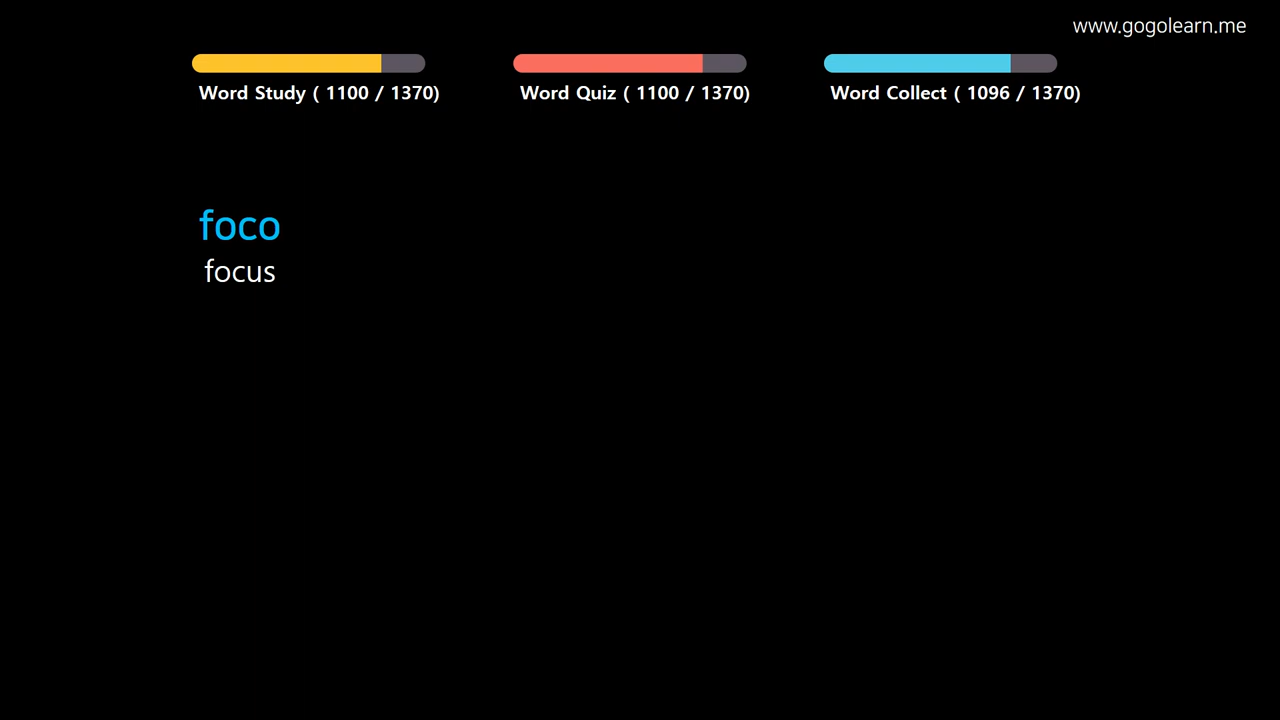 www.gogolearn.me
Word Study ( 1100 / 1370)
Word Quiz ( 1100 / 1370)
Word Collect ( 1096 / 1370)
foco
focus